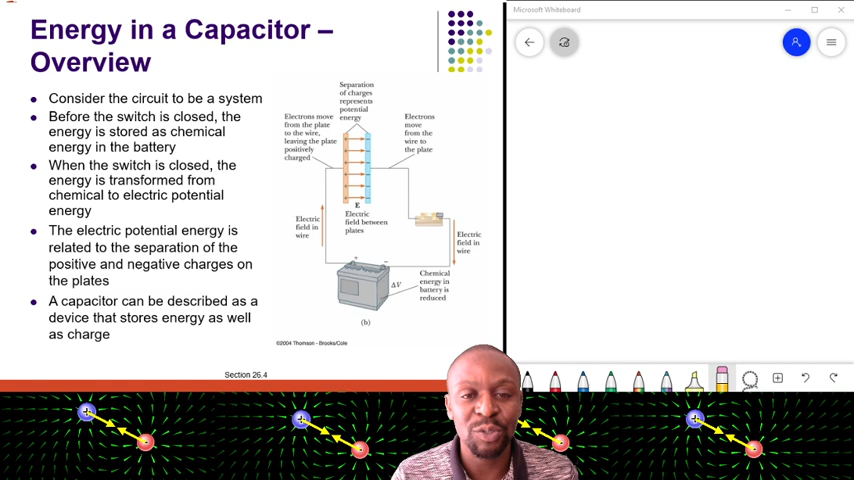 Energy in a Capacitor –
Overview
Consider the circuit to be a system
Before the switch is closed, the
energy is stored as chemical
energy in the battery
When the switch is closed, the
energy is transformed from
chemical to electric potential
energy
The electric potential energy is
related to the separation of the
positive and negative charges on
the plates
A capacitor can be described as a
device that stores energy as well
as charge
Separation
of charges
represents
potential
energy
Electrons move
from the plate
to the wire,
leaving the plate
positively
charged
Electrons
move
from the
wire to
the plate
E
Electric
field between
plates
Electric
field in
wire
Electric
field in
wire
+
−
ΔV
Chemical
energy in
battery is
reduced
(b)
©2004 Thomson - Brooks/Cole
Section 26.4
Microsoft Whiteboard